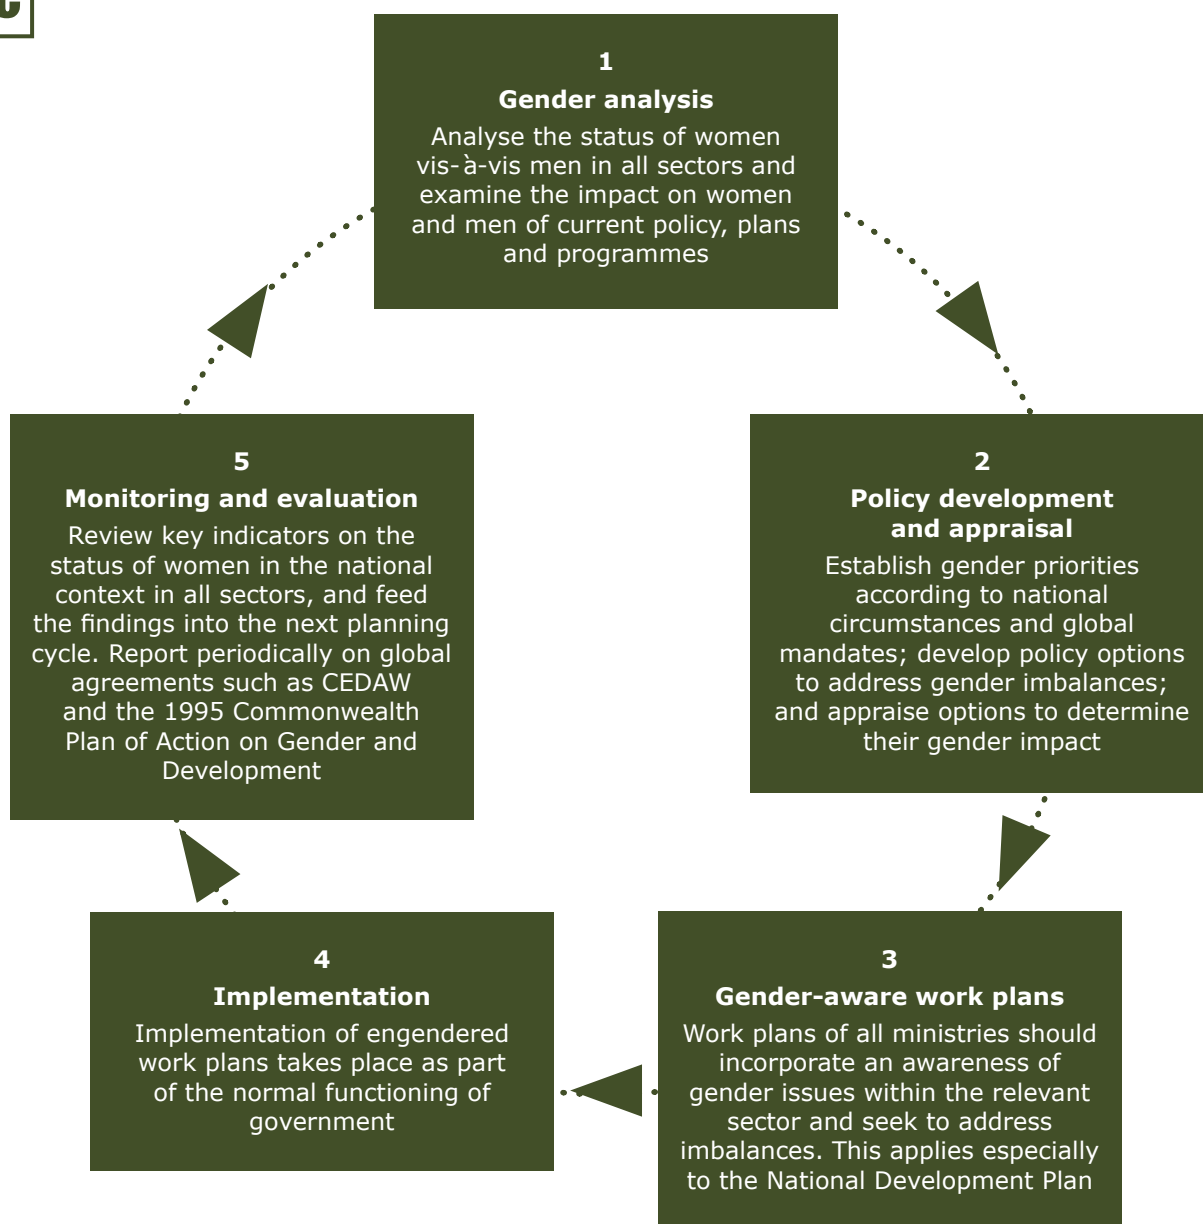 1
Gender analysis
Analyse the status of women
vis-à-vis men in all sectors and
examine the impact on women
and men of current policy, plans
and programmes
2
Policy development
and appraisal
Establish gender priorities
according to national
circumstances and global
mandates; develop policy options
to address gender imbalances;
and appraise options to determine
their gender impact
3
Gender-aware work plans
Work plans of all ministries should
incorporate an awareness of
gender issues within the relevant
sector and seek to address
imbalances. This applies especially
to the National Development Plan
4
Implementation
Implementation of engendered
work plans takes place as part
of the normal functioning of
government
5
Monitoring and evaluation
Review key indicators on the
status of women in the national
context in all sectors, and feed
the findings into the next planning
cycle. Report periodically on global
agreements such as CEDAW
and the 1995 Commonwealth
Plan of Action on Gender and
Development